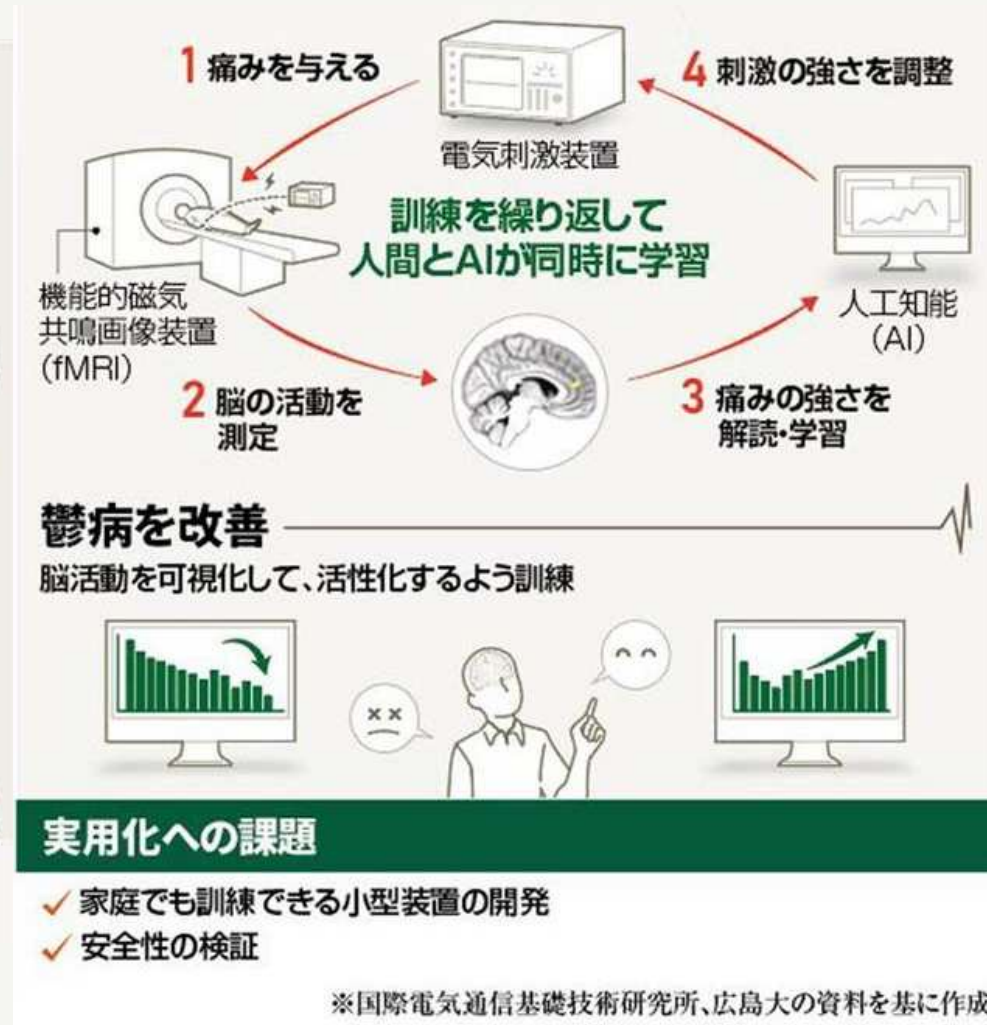 1 痛みを与える
4 刺激の強さを調整
電気刺激装置
訓練を繰り返して
人間とAIが同時に学習
機能的磁気
共鳴画像装置
(fMRI)
人工知能
(AI)
2 脳の活動を
測定
3 痛みの強さを
解読・学習
鬱病を改善
脳活動を可視化して、活性化するよう訓練
実用化への課題
✓ 家庭でも訓練できる小型装置の開発
✓ 安全性の検証
※国際電気通信基礎技術研究所、広島大の資料を基に作成